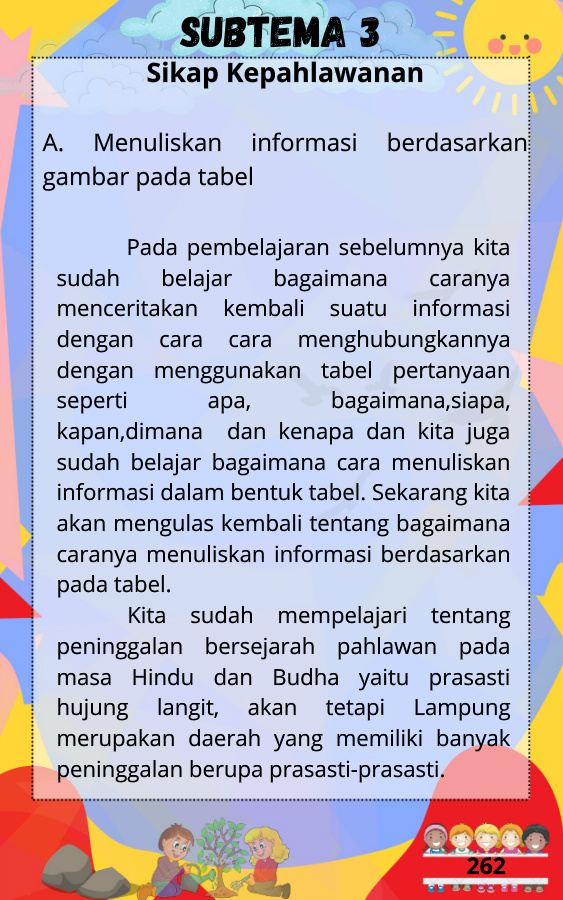 SUBTEMA 3
Sikap Kepahlawanan
A. Menuliskan informasi berdasarkan
gambar pada tabel
Pada pembelajaran sebelumnya kita
sudah belajar bagaimana caranya
menceritakan kembali suatu informasi
dengan cara cara menghubungkannya
dengan menggunakan tabel pertanyaan
seperti apa, bagaimana,siapa,
kapan,dimana dan kenapa dan kita juga
sudah belajar bagaimana cara menuliskan
informasi dalam bentuk tabel. Sekarang kita
akan mengulas kembali tentang bagaimana
caranya menuliskan informasi berdasarkan
pada tabel.
Kita sudah mempelajari tentang
peninggalan bersejarah pahlawan pada
masa Hindu dan Budha yaitu prasasti
hujung langit, akan tetapi Lampung
merupakan daerah yang memiliki banyak
peninggalan berupa prasasti-prasasti.
262